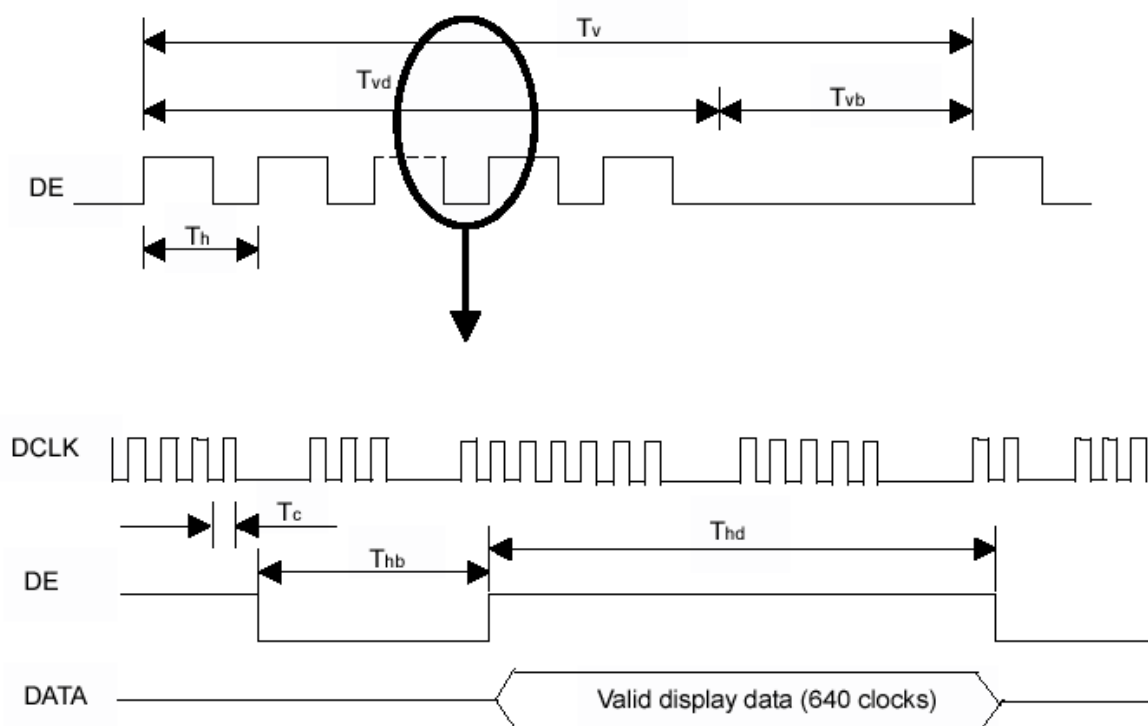 Tv
Tvd
Tvb
DE
Th
DCLK
Tc
Thd
Thb
DE
DATA
Valid display data (640 clocks)